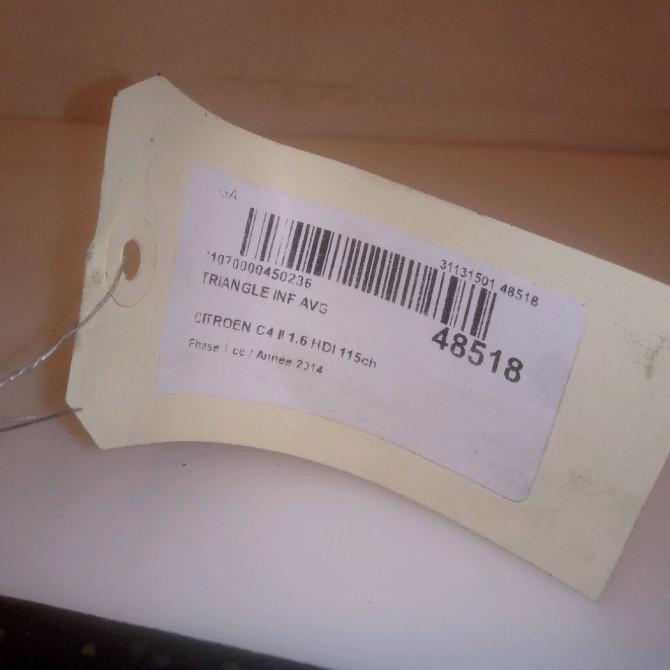 GA
31131501 48518
*1070000450236
TRIANGLE INF AVG
48518
CITROEN C4 II 1.6 HDI 115ch
Phase 1 cc / Année 2014